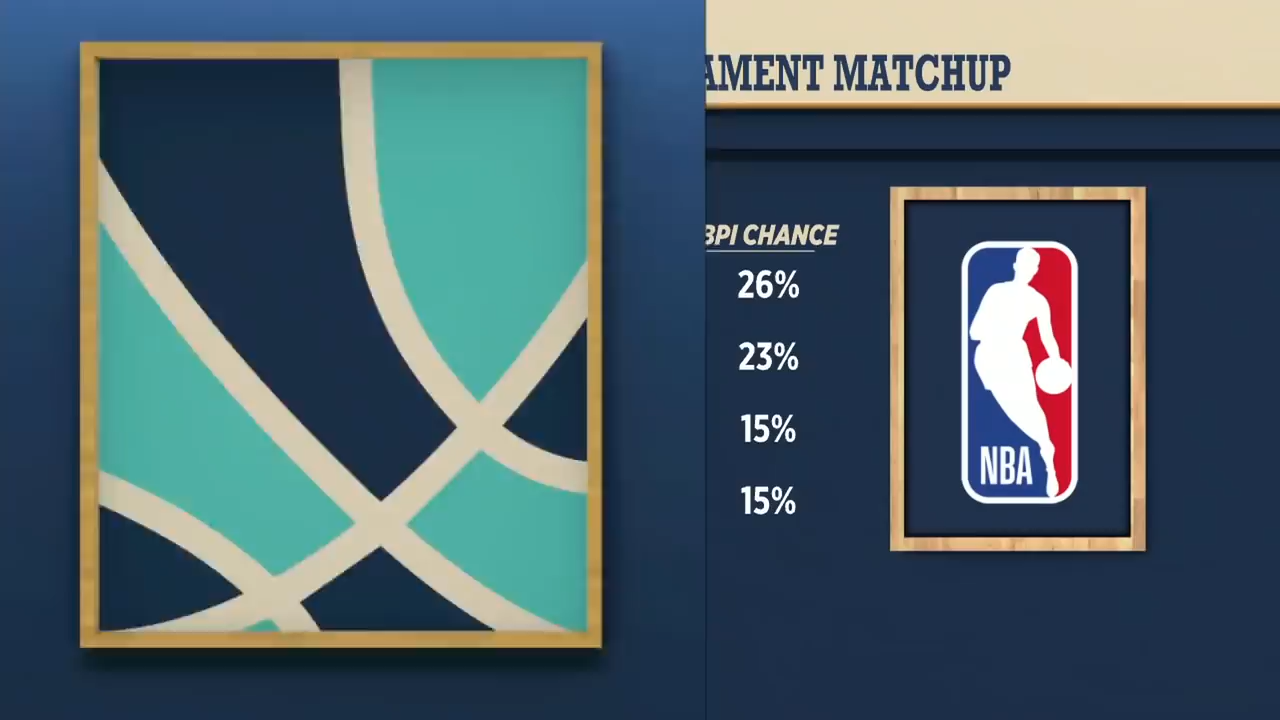 AMENT MATCHUP
BPI CHANCE
26%
23%
15%
15%
NBA